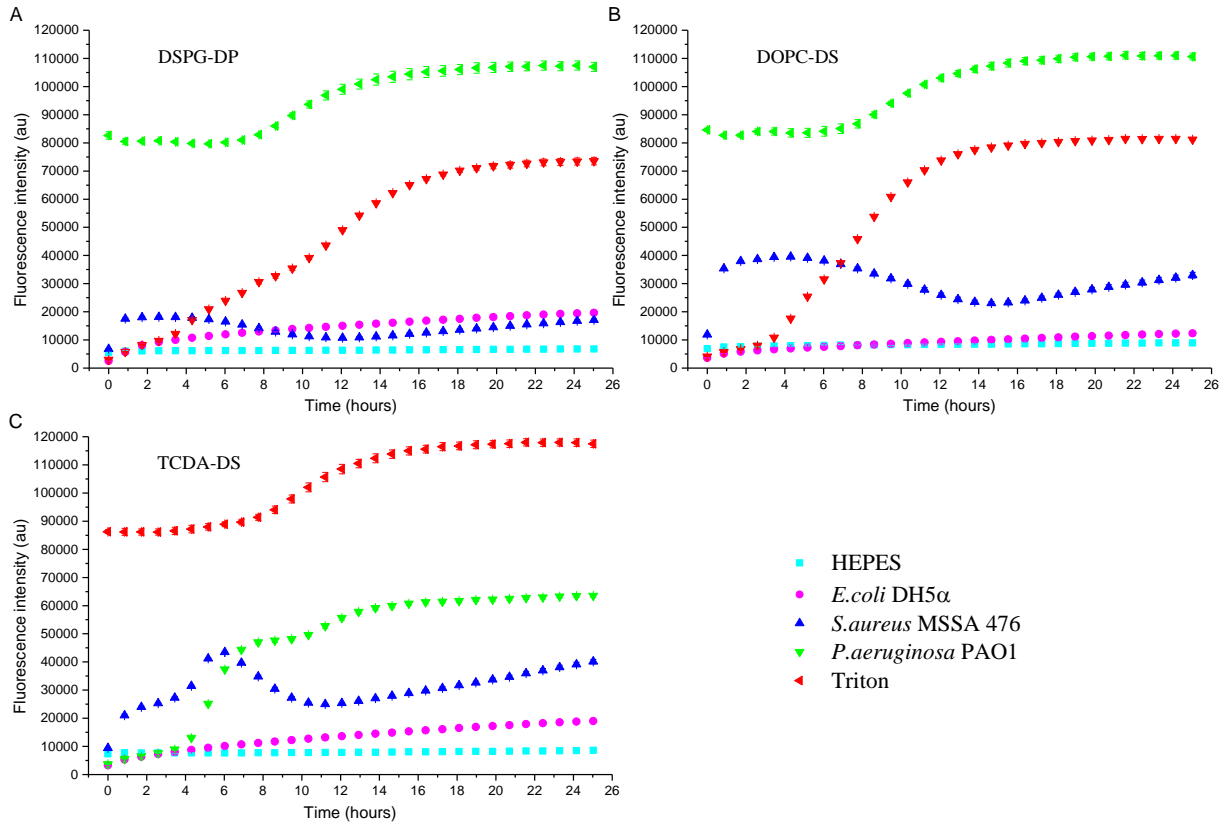 A
DSPG-DP
Fluorescence intensity (au)
120000
110000
100000
90000
80000
70000
60000
50000
40000
30000
20000
10000
0
0 2 4 6 8 10 12 14 16 18 20 22 24 26
Time (hours)
B
DOPC-DS
Fluorescence intensity (au)
120000
110000
100000
90000
80000
70000
60000
50000
40000
30000
20000
10000
0
0 2 4 6 8 10 12 14 16 18 20 22 24 26
Time (hours)
C
TCDA-DS
Fluorescence intensity (au)
120000
110000
100000
90000
80000
70000
60000
50000
40000
30000
20000
10000
0
0 2 4 6 8 10 12 14 16 18 20 22 24 26
Time (hours)
HEPES
E.coli DH5α
S.aureus MSSA 476
P.aeruginosa PAO1
Triton